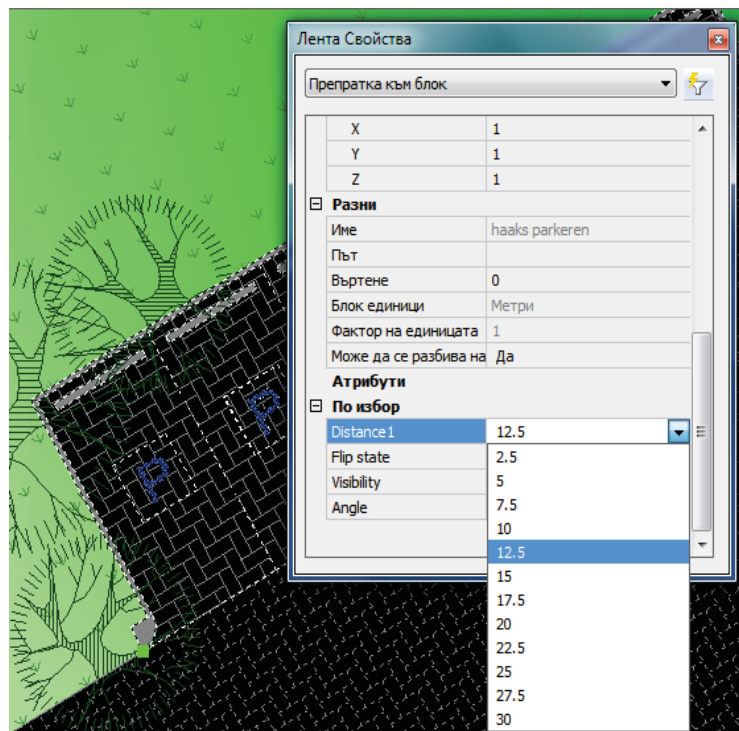 Лента Свойства
Препратка към блок
X 1
Y 1
Z 1
Разни
Име haaks parkeren
Път
Въртене 0
Блок единици Метри
Фактор на единицата 1
Може да се разбива на Да
Атрибути
По избор
Distance1 12.5
Flip state 2.5
Visibility 5
7.5
Angle
10
12.5
15
17.5
20
22.5
25
27.5
30
P P